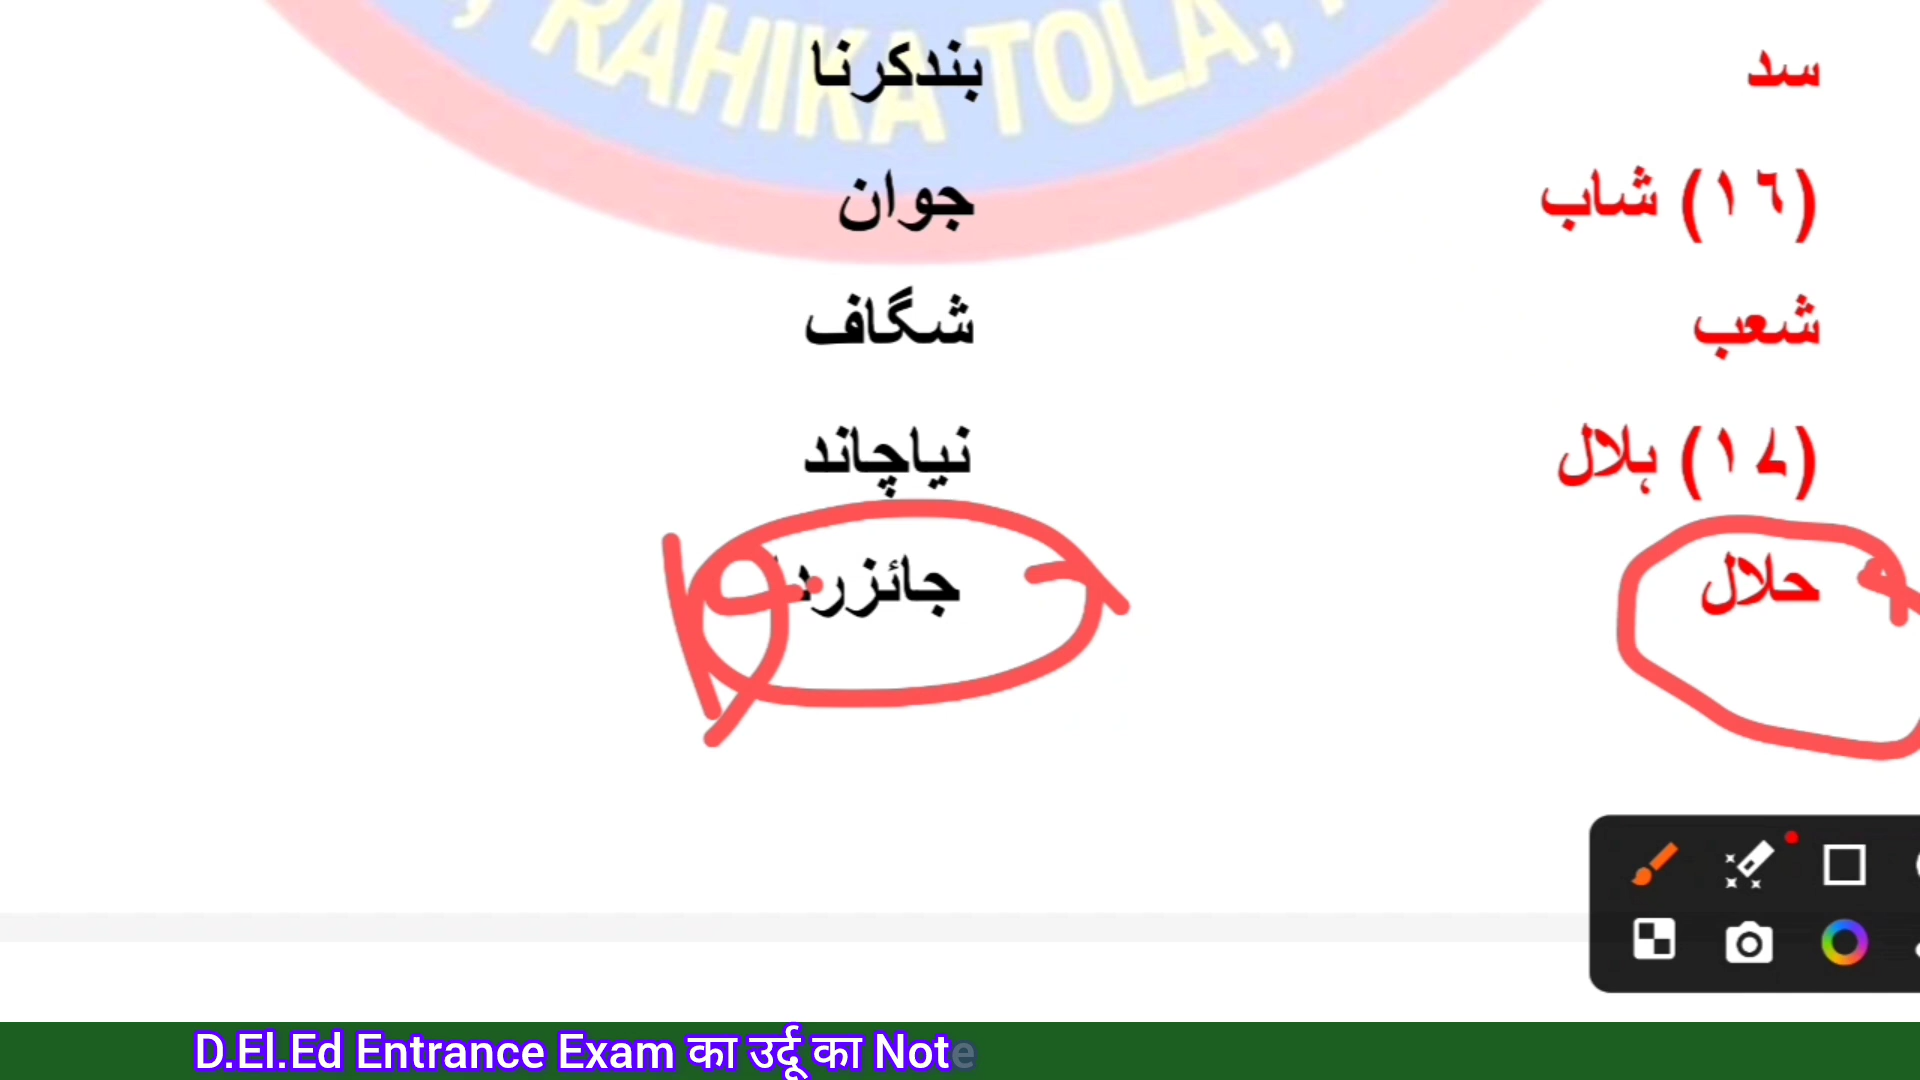 RAHIKA TOLA,
سد بندکرنا
(١٦) شاب جوان
شعب شگاف
(١٧) ہلال نیاچاند
حلال
D.El.Ed Entrance Exam का उर्दू का Note